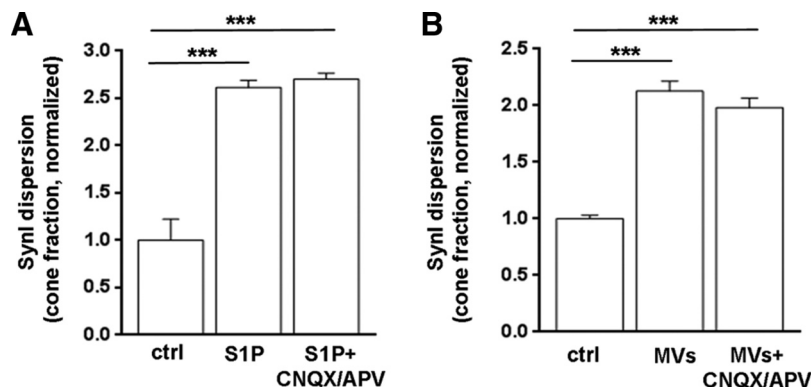 A
SynI dispersion
(cone fraction, normalized)
3.0
2.5
2.0
1.5
1.0
0.5
0.0
***
***
ctrl
S1P
S1P+
CNQX/APV
B
SynI dispersion
(cone fraction, normalized)
2.5
2.0
1.5
1.0
0.5
0.0
***
***
ctrl
MVs
MVs+
CNQX/APV